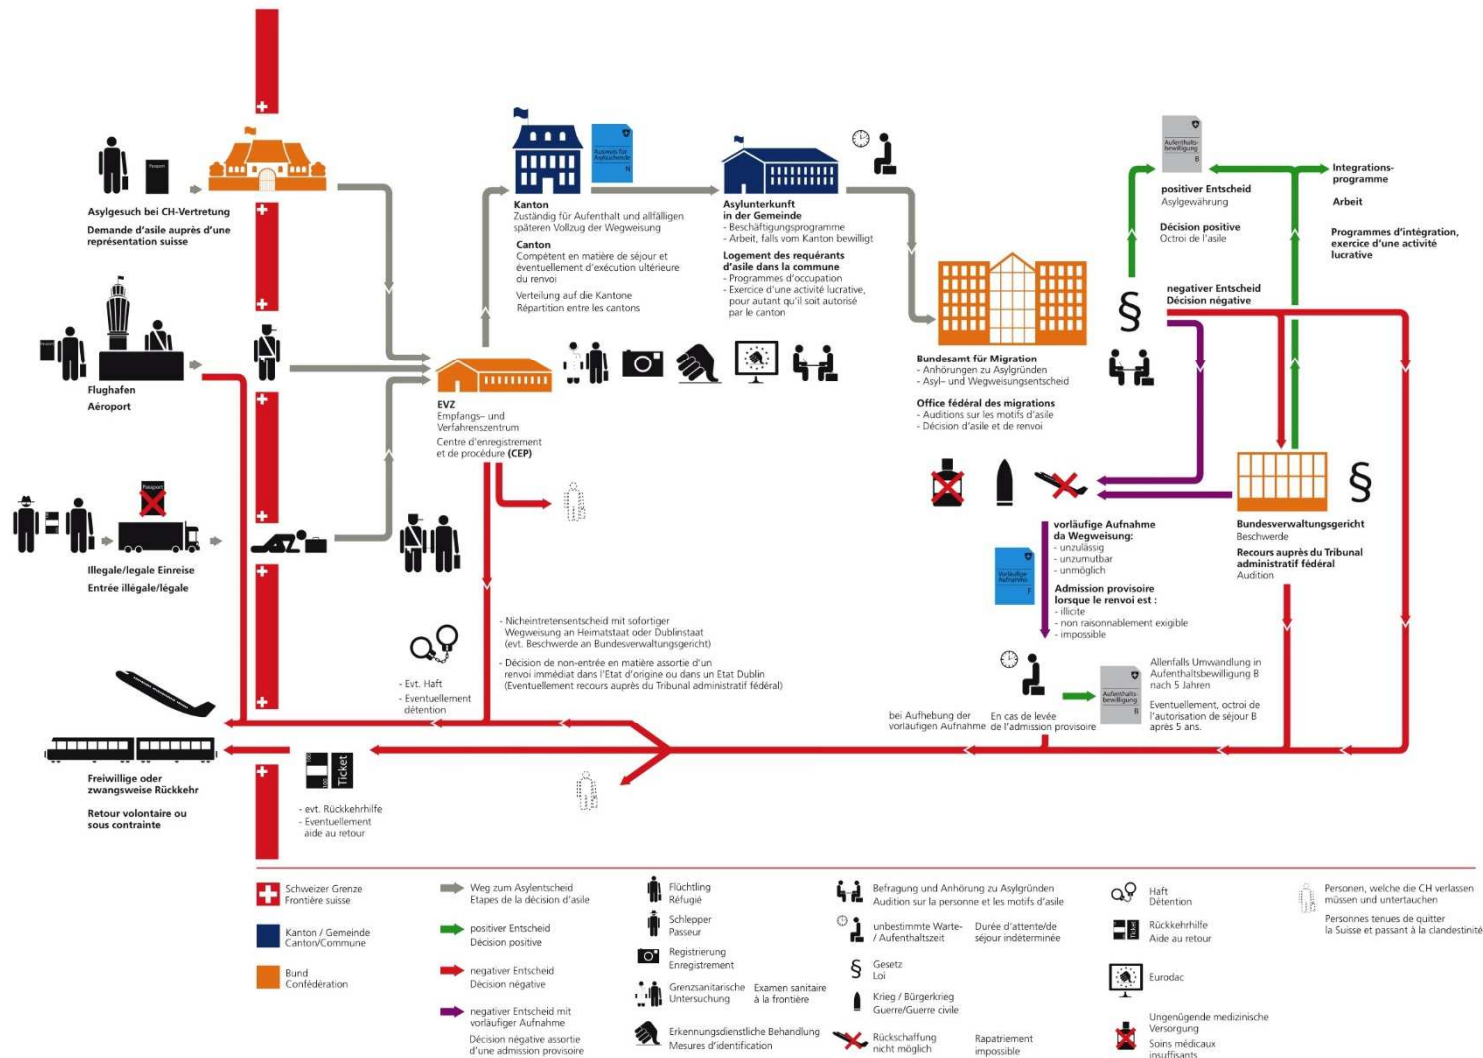 Passport
Asylgesuch bei CH-Vertretung
Demande d'asile auprès d'une
représentation suisse
Flughafen
Aéroport
Passport
Illegale/legale Einreise
Entrée illégale/légale
Freiwillige oder
zwangsweise Rückkehr
Retour volontaire ou
sous contrainte
Kanton
Zuständig für Aufenthalt und allfälligen
späteren Vollzug der Wegweisung
Canton
Compétent en matière de séjour et
éventuellement d'exécution ultérieure
du renvoi
Verteilung auf die Kantone
Répartition entre les cantons
Ausweis für
Asylsuchende
N
Asylunterkunft
in der Gemeinde
- Beschäftigungsprogramme
- Arbeit, falls vom Kanton bewilligt
Logement des requérants
d'asile dans la commune
- Programmes d'occupation
- Exercice d'une activité lucrative,
pour autant qu'il soit autorisé
par le canton
EVZ
Empfangs– und
Verfahrenszentrum
Centre d'enregistrement
et de procédure (CEP)
Bundesamt für Migration
- Anhörungen zu Asylgründen
- Asyl– und Wegweisungsentscheid
Office fédéral des migrations
- Auditions sur les motifs d'asile
- Décision d'asile et de renvoi
Aufenthalts-
bewilligung
B
positiver Entscheid
Asylgewährung
Décision positive
Octroi de l'asile
Integrations-
programme
Arbeit
Programmes d'intégration,
exercice d'une activité
lucrative
§
negativer Entscheid
Décision négative
§
Bundesverwaltungsgericht
Beschwerde
Recours auprès du Tribunal
administratif fédéral
Audition
vorläufige Aufnahme
da Wegweisung:
- unzulässig
- unzumutbar
- unmöglich
Admission provisoire
lorsque le renvoi est :
- illicite
- non raisonnablement exigible
- impossible
Vorläufige
Aufnahme
F
Aufenthalts-
bewilligung
B
Allenfalls Umwandlung in
Aufenthaltsbewilligung B
nach 5 Jahren
Eventuellement, octroi de
l'autorisation de séjour B
après 5 ans.
bei Aufhebung der
vorläufigen Aufnahme
En cas de levée
de l'admission provisoire
- Nicheintretensentscheid mit sofortiger
Wegweisung an Heimatstaat oder Dublinstaat
(evt. Beschwerde an Bundesverwaltungsgericht)
- Décision de non-entrée en matière assortie d'un
renvoi immédiat dans l'Etat d'origine ou dans un Etat Dublin
(Eventuellement recours auprès du Tribunal administratif fédéral)
- Evt. Haft
- Eventuellement
détention
100
100
Ticket
- evt. Rückkehrhilfe
- Eventuellement
aide au retour
Schweizer Grenze
Frontière suisse
Kanton / Gemeinde
Canton/Commune
Bund
Confédération
Weg zum Asylentscheid
Etapes de la décision d'asile
positiver Entscheid
Décision positive
negativer Entscheid
Décision négative
negativer Entscheid mit
vorläufiger Aufnahme
Décision négative assortie
d'une admission provisoire
Flüchtling
Réfugié
Schlepper
Passeur
Registrierung
Enregistrement
Grenzsanitarische
Untersuchung
Examen sanitaire
à la frontière
Erkennungsdienstliche Behandlung
Mesures d'identification
Befragung und Anhörung zu Asylgründen
Audition sur la personne et les motifs d'asile
unbestimmte Warte-
/ Aufenthaltszeit
Durée d'attente/de
séjour indéterminée
§
Gesetz
Loi
Krieg / Bürgerkrieg
Guerre/Guerre civile
Rückschaffung
nicht möglich
Rapatriement
impossible
Haft
Détention
Ticket
Rückkehrhilfe
Aide au retour
Eurodac
Ungenügende medizinische
Versorgung
Soins médicaux
insuffisants
Personen, welche die CH verlassen
müssen und untertauchen
Personnes tenues de quitter
la Suisse et passant à la clandestinité